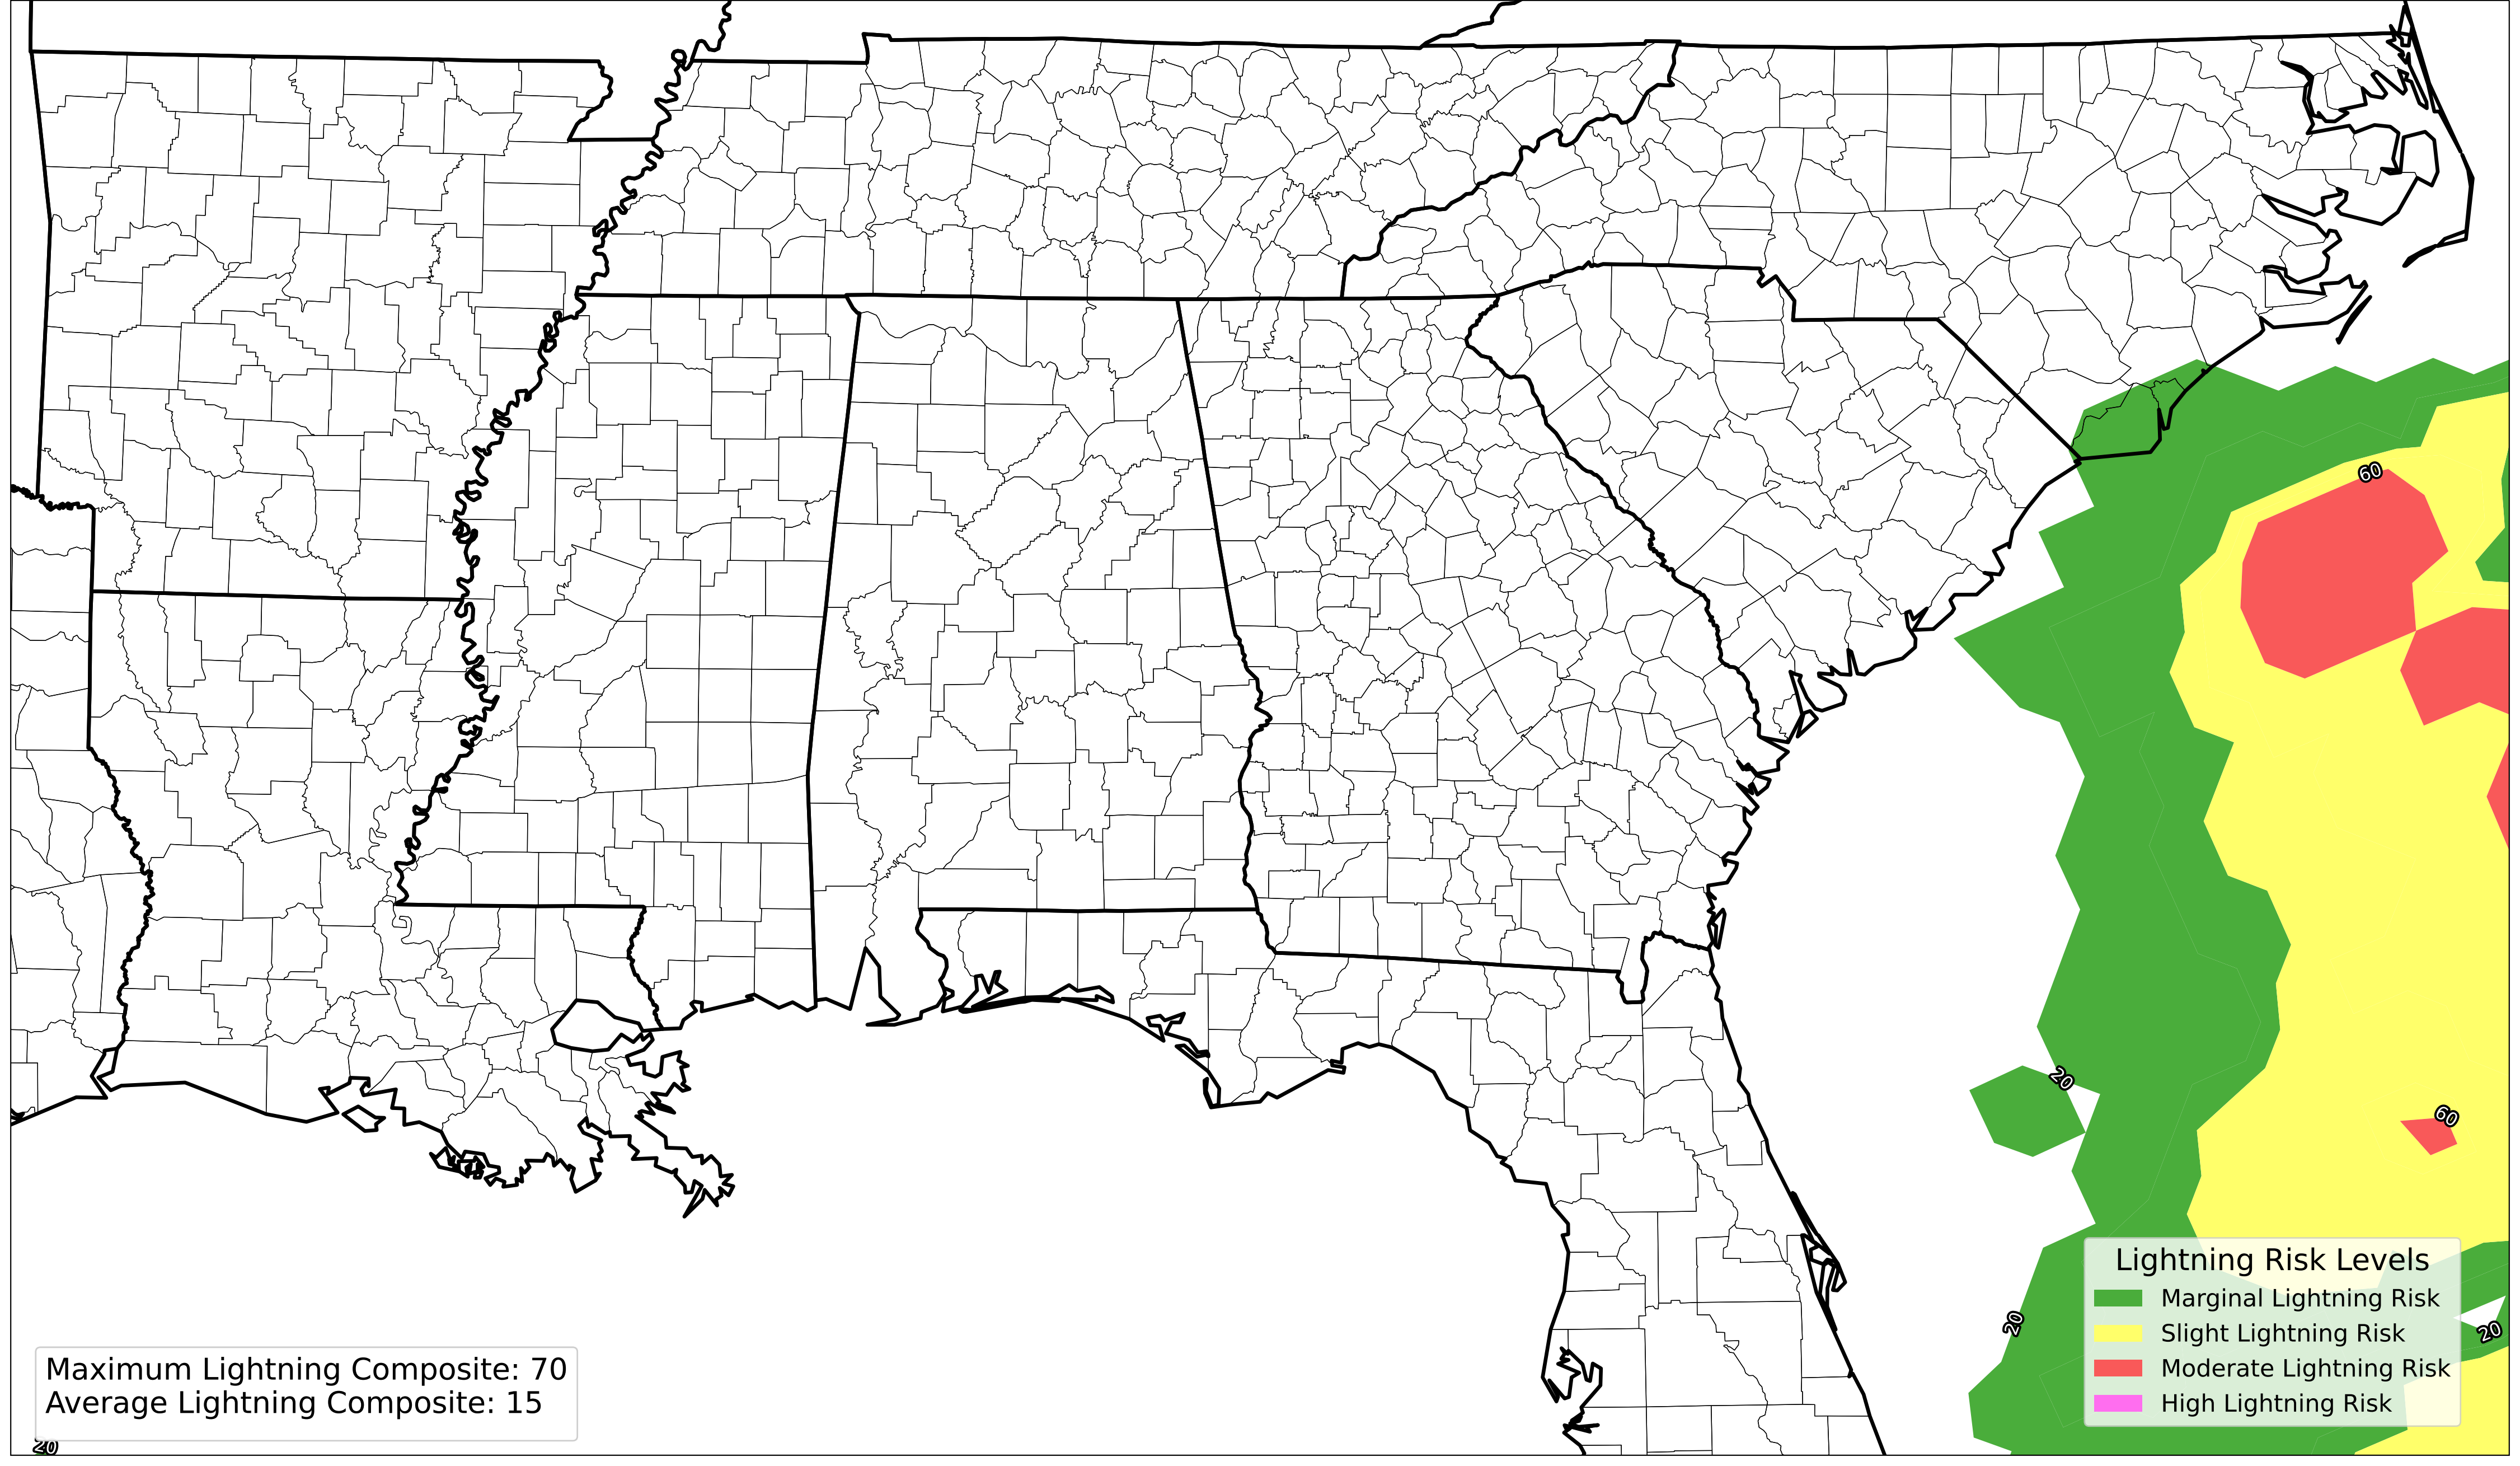 60
20
60
20
20
Lightning Risk Levels
Marginal Lightning Risk
Slight Lightning Risk
Moderate Lightning Risk
High Lightning Risk
Maximum Lightning Composite: 70
Average Lightning Composite: 15
20